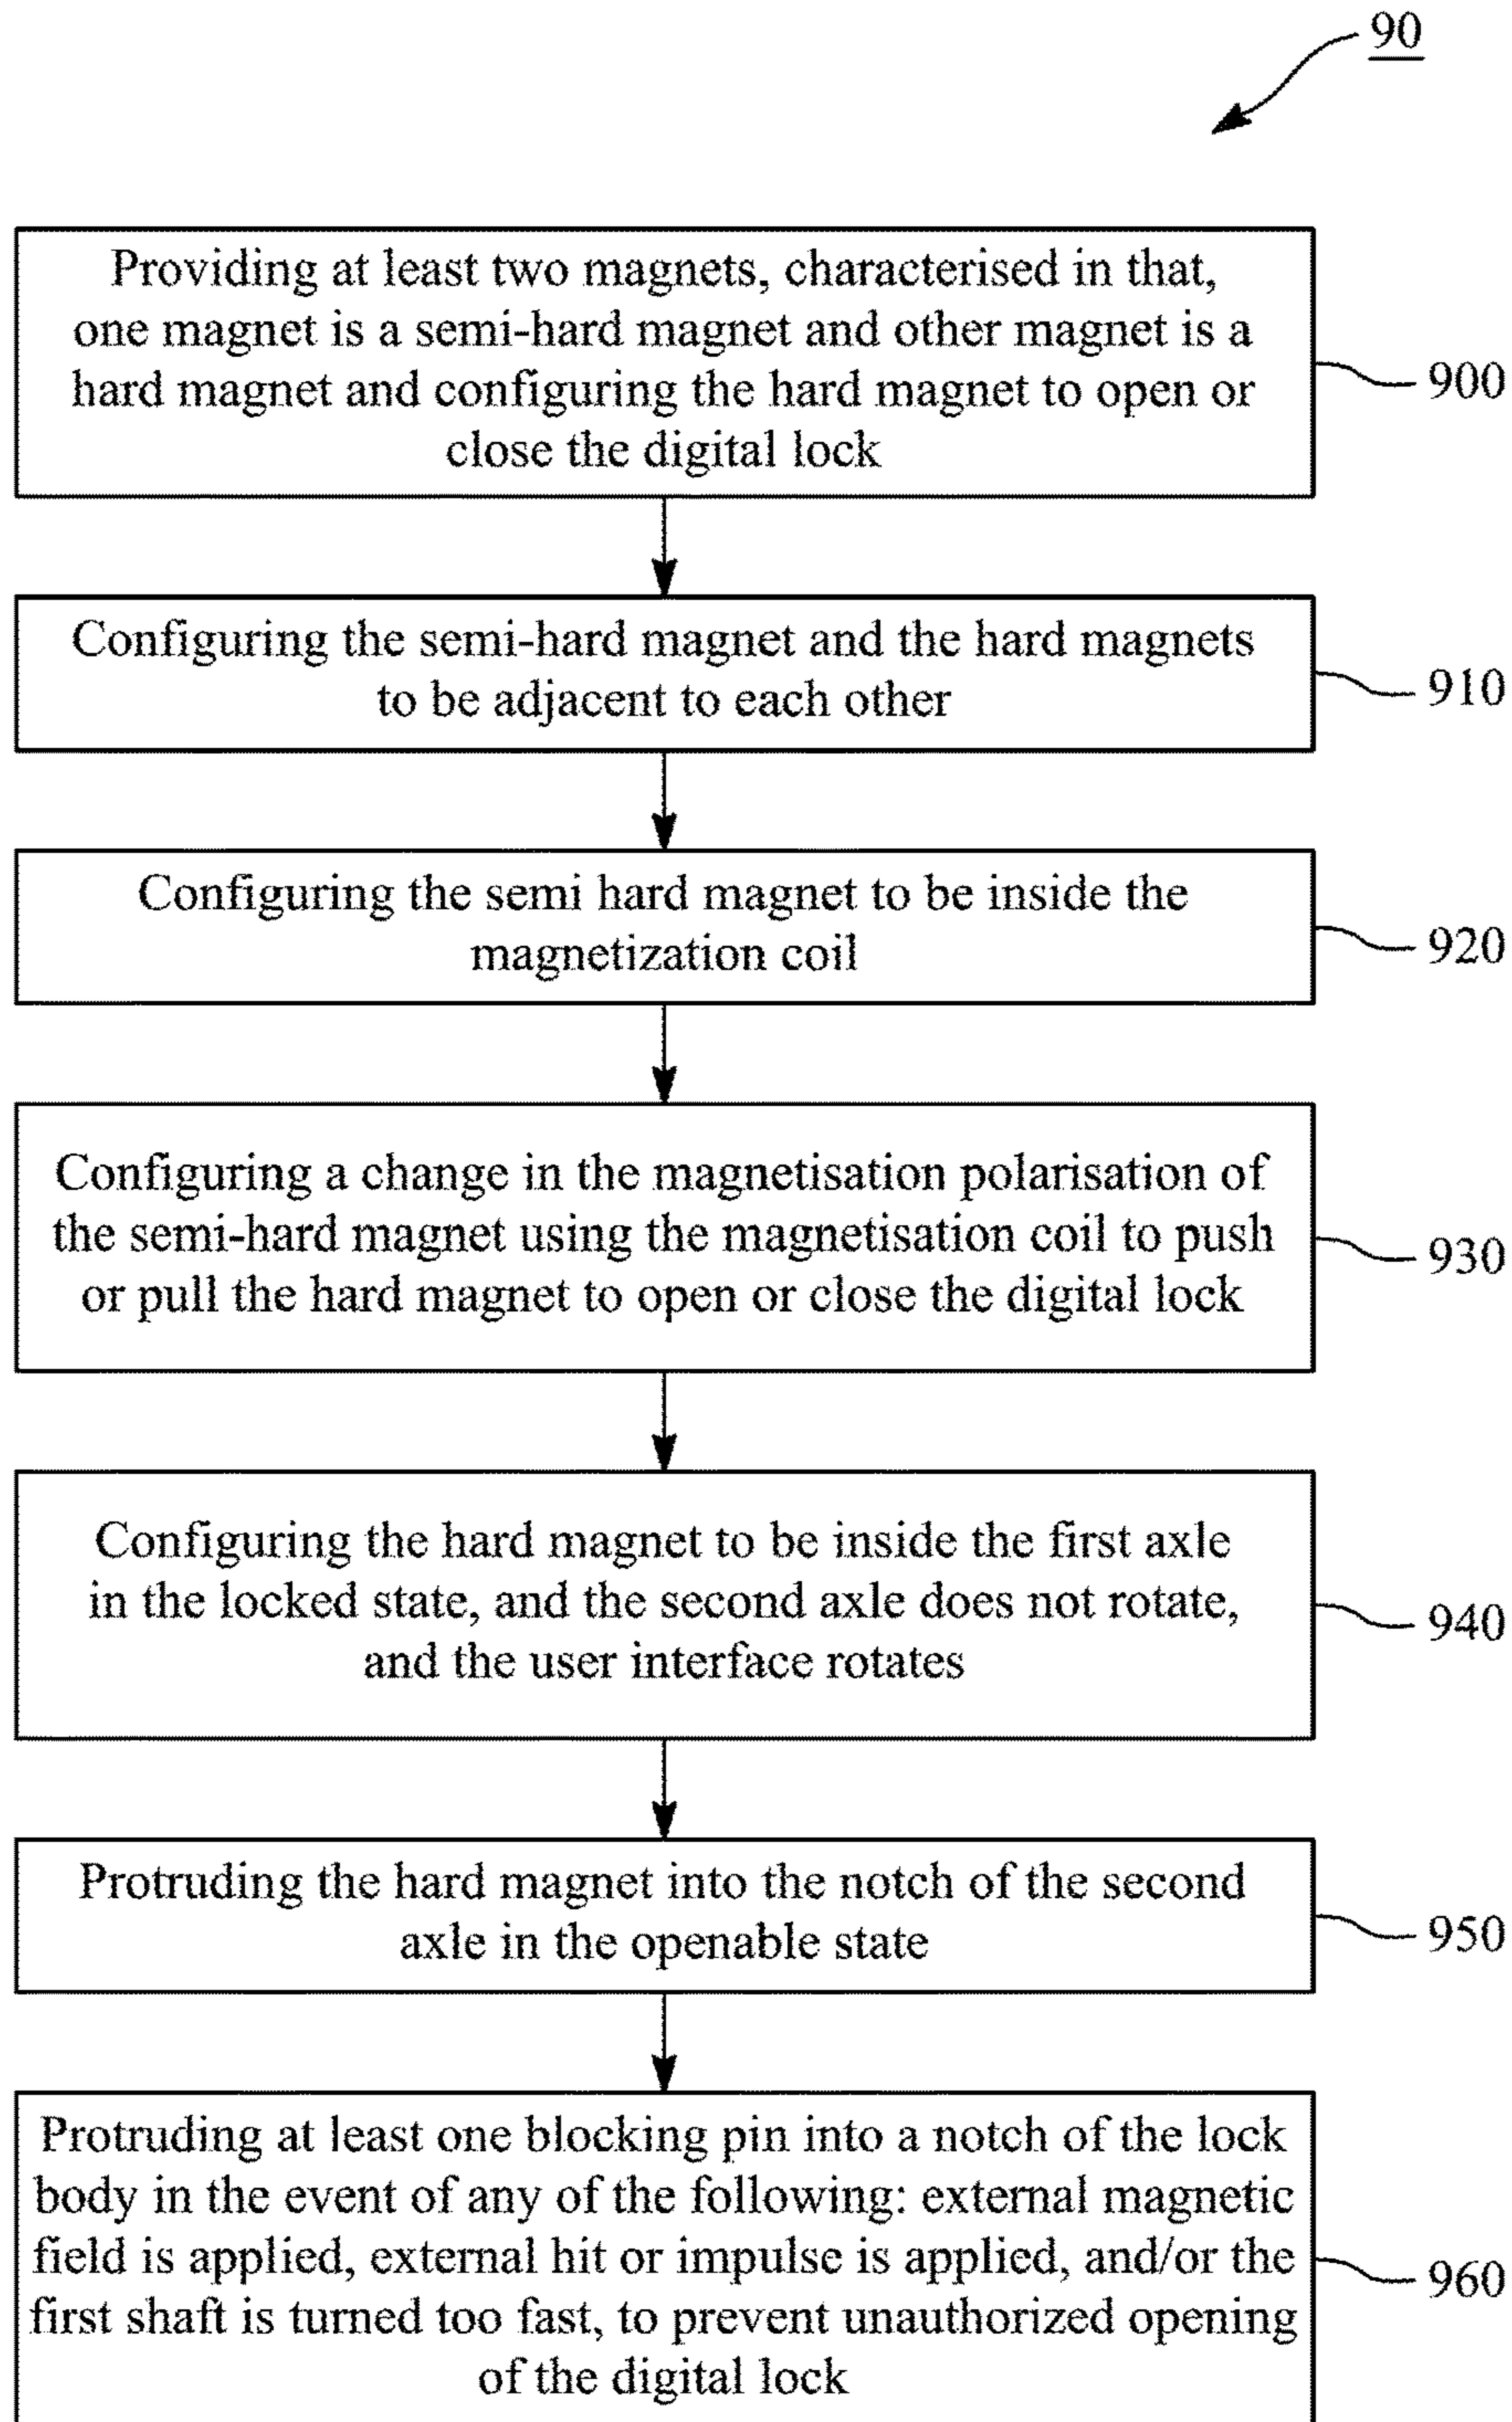 90
Providing at least two magnets, characterised in that,
one magnet is a semi-hard magnet and other magnet is a
hard magnet and configuring the hard magnet to open or
close the digital lock
900
Configuring the semi-hard magnet and the hard magnets
to be adjacent to each other
910
Configuring the semi hard magnet to be inside the
magnetization coil
920
Configuring a change in the magnetisation polarisation of
the semi-hard magnet using the magnetisation coil to push
or pull the hard magnet to open or close the digital lock
930
Configuring the hard magnet to be inside the first axle
in the locked state, and the second axle does not rotate,
and the user interface rotates
940
Protruding the hard magnet into the notch of the second
axle in the openable state
950
Protruding at least one blocking pin into a notch of the lock
body in the event of any of the following: external magnetic
field is applied, external hit or impulse is applied, and/or the
first shaft is turned too fast, to prevent unauthorized opening
of the digital lock
960